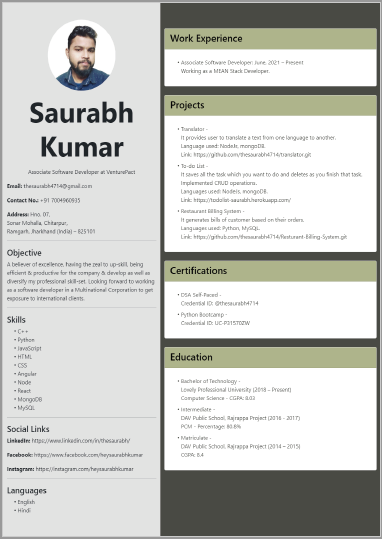 Saurabh
Kumar
Associate Software Developer at VenturePact
Email: thesaurabh4714@gmail.com
Contact No.: +91 7004960935
Address: Hno. 07,
Sonar Mohalla, Chitarpur,
Ramgarh, Jharkhand (India) – 825101
Objective
A believer of excellence, having the zeal to up-skill, being
efficient & productive for the company & develop as well as
diversify my professional skill-set. Looking forward to working
as a software developer in a Multinational Corporation to get
exposure to international clients.
Skills
• C++
• Python
• JavaScript
• HTML
• CSS
• Angular
• Node
• React
• MongoDB
• MySQL
Social Links
LinkedIn: https://www.linkedin.com/in/thesaurabh/
Facebook: https://www.facebook.com/heysaurabhkumar
Instagram: https://instagram.com/heysaurabhkumar
Languages
• English
• Hindi
Work Experience
• Associate Software Developer: June, 2021 – Present
Working as a MEAN Stack Developer.
Projects
• Translator -
It provides user to translate a text from one language to another.
Language used: NodeJs, mongoDB.
Link: https://github.com/thesaurabh4714/translator.git
• To-do List -
It saves all the task which you want to do and deletes as you finish that task.
Implemented CRUD operations.
Languages used: NodeJs, mongoDB.
Link: https://todolist-saurabh.herokuapp.com/
• Restaurant Billing System -
It generates bills of customer based on their orders.
Languages used: Python, MySQL.
Link: https://github.com/thesaurabh4714/Resturant-Billing-System.git
Certifications
• DSA Self-Paced -
Credential ID: @thesaurabh4714
• Python Bootcamp -
Credential ID: UC-P31570ZW
Education
• Bachelor of Technology -
Lovely Professional University (2018 – Present)
Computer Science - CGPA: 8.03
• Intermediate -
DAV Public School, Rajrappa Project (2016 - 2017)
PCM - Percentage: 80.8%
• Matriculate -
DAV Public School, Rajrappa Project (2014 – 2015)
CGPA: 8.4